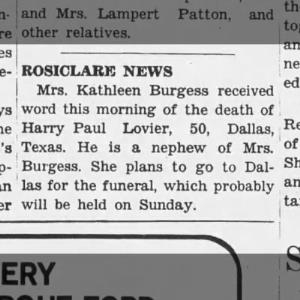 and Mrs. Lampert Patton, and
other relatives.
ROSICLARE NEWS
Mrs. Kathleen Burgess received
word this morning of the death of
Harry Paul Lovier, 50, Dallas,
Texas. He is a nephew of Mrs.
Burgess. She plans to go to Dal-
las for the funeral, which probably
will be held on Sunday.
ERY